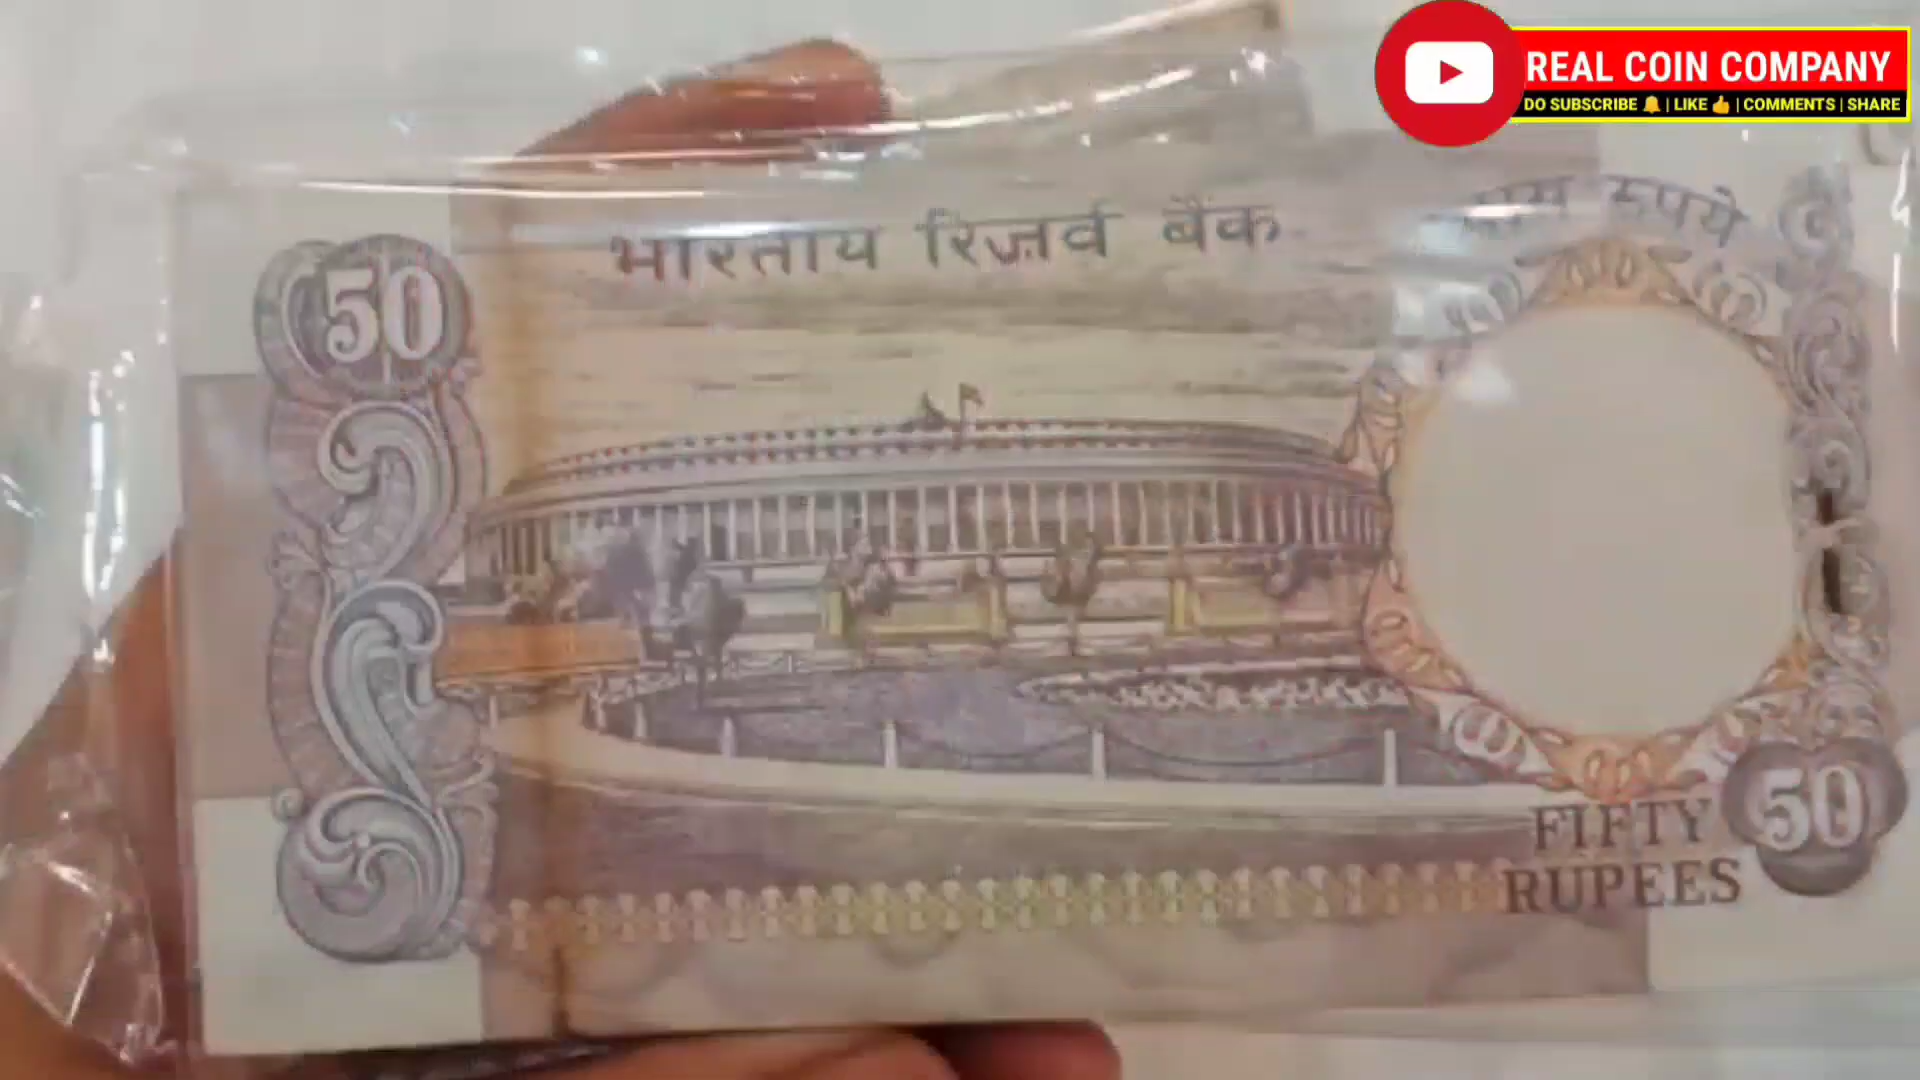 REAL COIN COMPANY
DO SUBSCRIBE 🔔 | LIKE 👍 | COMMENTS | SHARE
भारताय रिज़र्व बैंक
रुपये
50
FIFTY
RUPEES
50